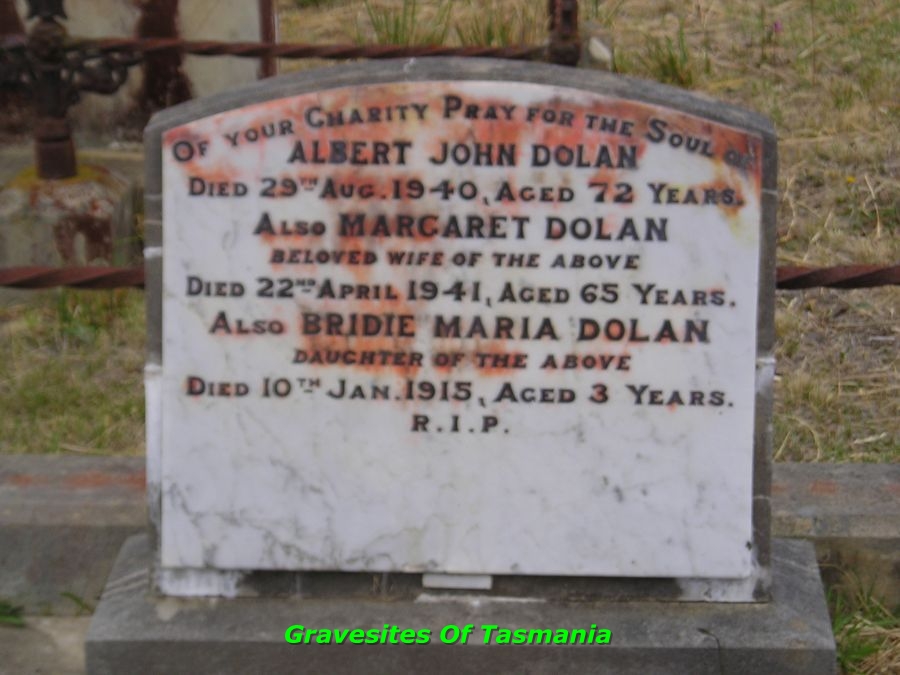 Of your Charity Pray for the Soul of
ALBERT JOHN DOLAN
Died 29TH Aug. 1940, Aged 72 Years.
Also MARGARET DOLAN
BELOVED WIFE OF THE ABOVE
Died 22ND April 1941, Aged 65 Years.
Also BRIDIE MARIA DOLAN
DAUGHTER OF THE ABOVE
Died 10TH Jan. 1915, Aged 3 Years.
R.I.P.
Gravesites Of Tasmania